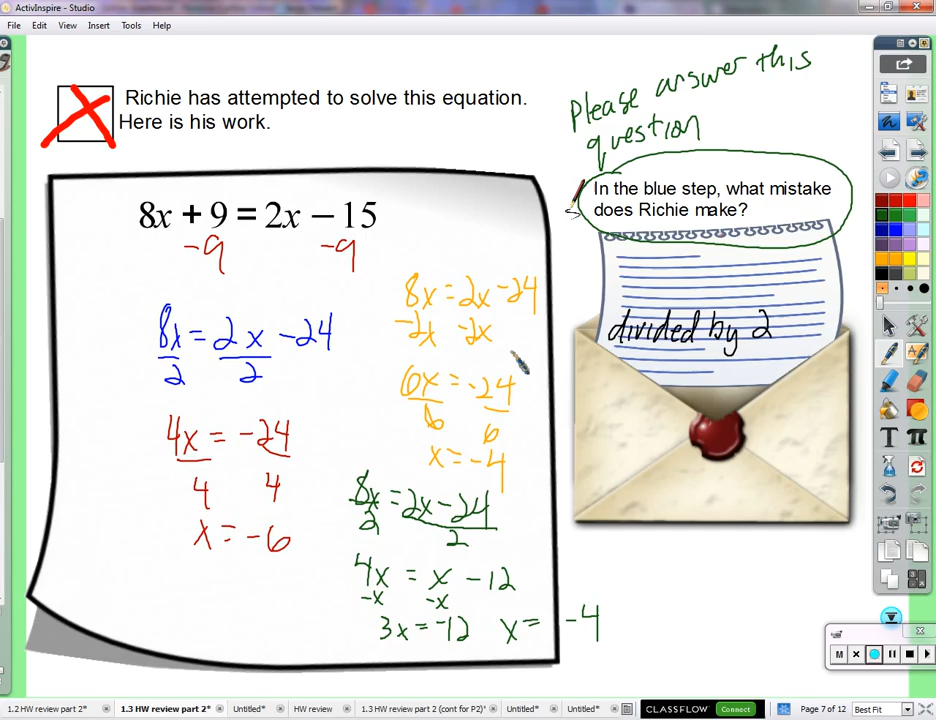 ActivInspire - Studio
File Edit View Insert Tools Help
Richie has attempted to solve this equation.
Here is his work.
Please answer this
question
In the blue step, what mistake
does Richie make?
divided by 2
8x + 9 = 2x − 15
-9 -9
8x = 2x -24
2 2
4x = -24
4 4
x = -6
8x = 2x -24
-2x -2x
6x = -24
6 6
x = -4
8x = 2x - 24
2 2
4x = x - 12
-x -x
3x = -12 x = -4
M
1.2 HW review part 2* 1.3 HW review part 2* Untitled* HW review 1.3 HW review part 2 (cont for P2)* Untitled* Untitled* CLASSFLOW Connect Page 7 of 12 Best Fit